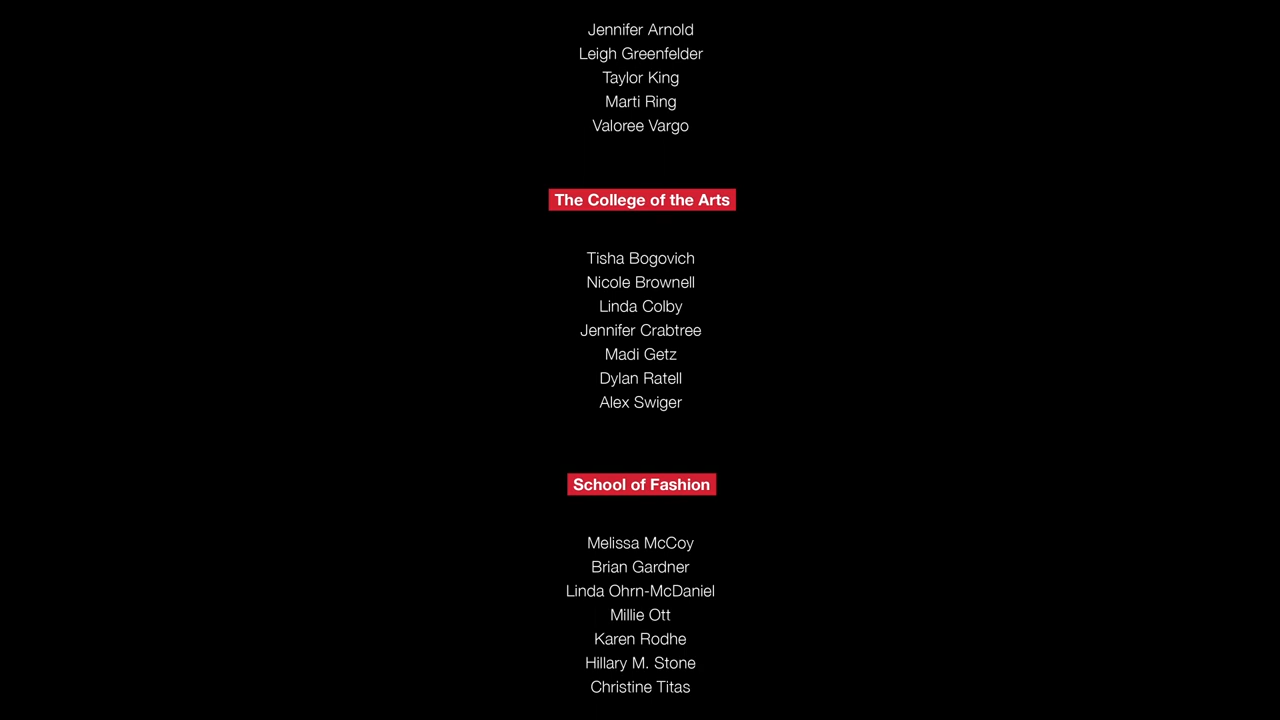 Jennifer Arnold
Leigh Greenfelder
Taylor King
Marti Ring
Valoree Vargo
The College of the Arts
Tisha Bogovich
Nicole Brownell
Linda Colby
Jennifer Crabtree
Madi Getz
Dylan Ratell
Alex Swiger
School of Fashion
Melissa McCoy
Brian Gardner
Linda Ohrn-McDaniel
Millie Ott
Karen Rodhe
Hillary M. Stone
Christine Titas